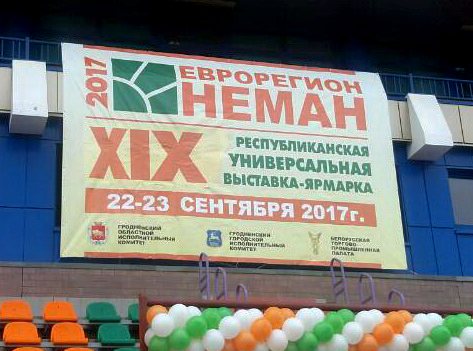 2017
ЕВРОРЕГИОН
НЕМАН
XIX
РЕСПУБЛИКАНСКАЯ
УНИВЕРСАЛЬНАЯ
ВЫСТАВКА-ЯРМАРКА
22-23 СЕНТЯБРЯ 2017г.
ГРОДНЕНСКИЙ
ОБЛАСТНОЙ
ИСПОЛНИТЕЛЬНЫЙ
КОМИТЕТ
ГРОДНЕНСКИЙ
ГОРОДСКОЙ
ИСПОЛНИТЕЛЬНЫЙ
КОМИТЕТ
БЕЛОРУССКАЯ
ТОРГОВО-
ПРОМЫШЛЕННАЯ
ПАЛАТА